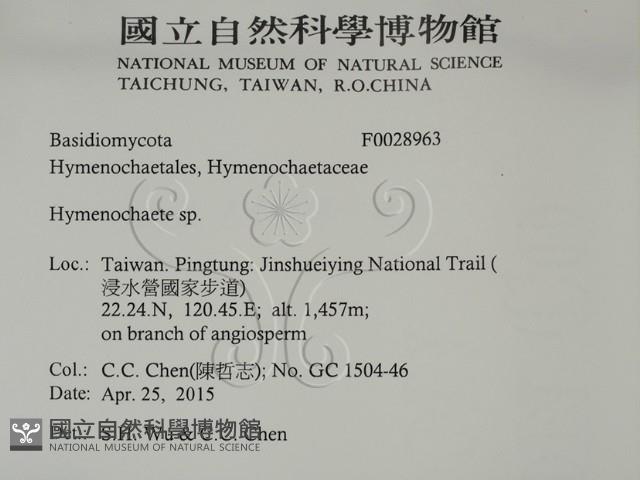 國立自然科學博物館
NATIONAL MUSEUM OF NATURAL SCIENCE
TAICHUNG, TAIWAN, R.O.CHINA
Basidiomycota F0028963
Hymenochaetales, Hymenochaetaceae
Hymenochaete sp.
Loc.: Taiwan. Pingtung: Jinshueiying National Trail (
浸水營國家步道)
22.24.N, 120.45.E; alt. 1,457m;
on branch of angiosperm
Col.: C.C. Chen(陳哲志); No. GC 1504-46
Date: Apr. 25, 2015
Det.: S.H. Wu & C.C. Chen
國立自然科學博物館
NATIONAL MUSEUM OF NATURAL SCIENCE